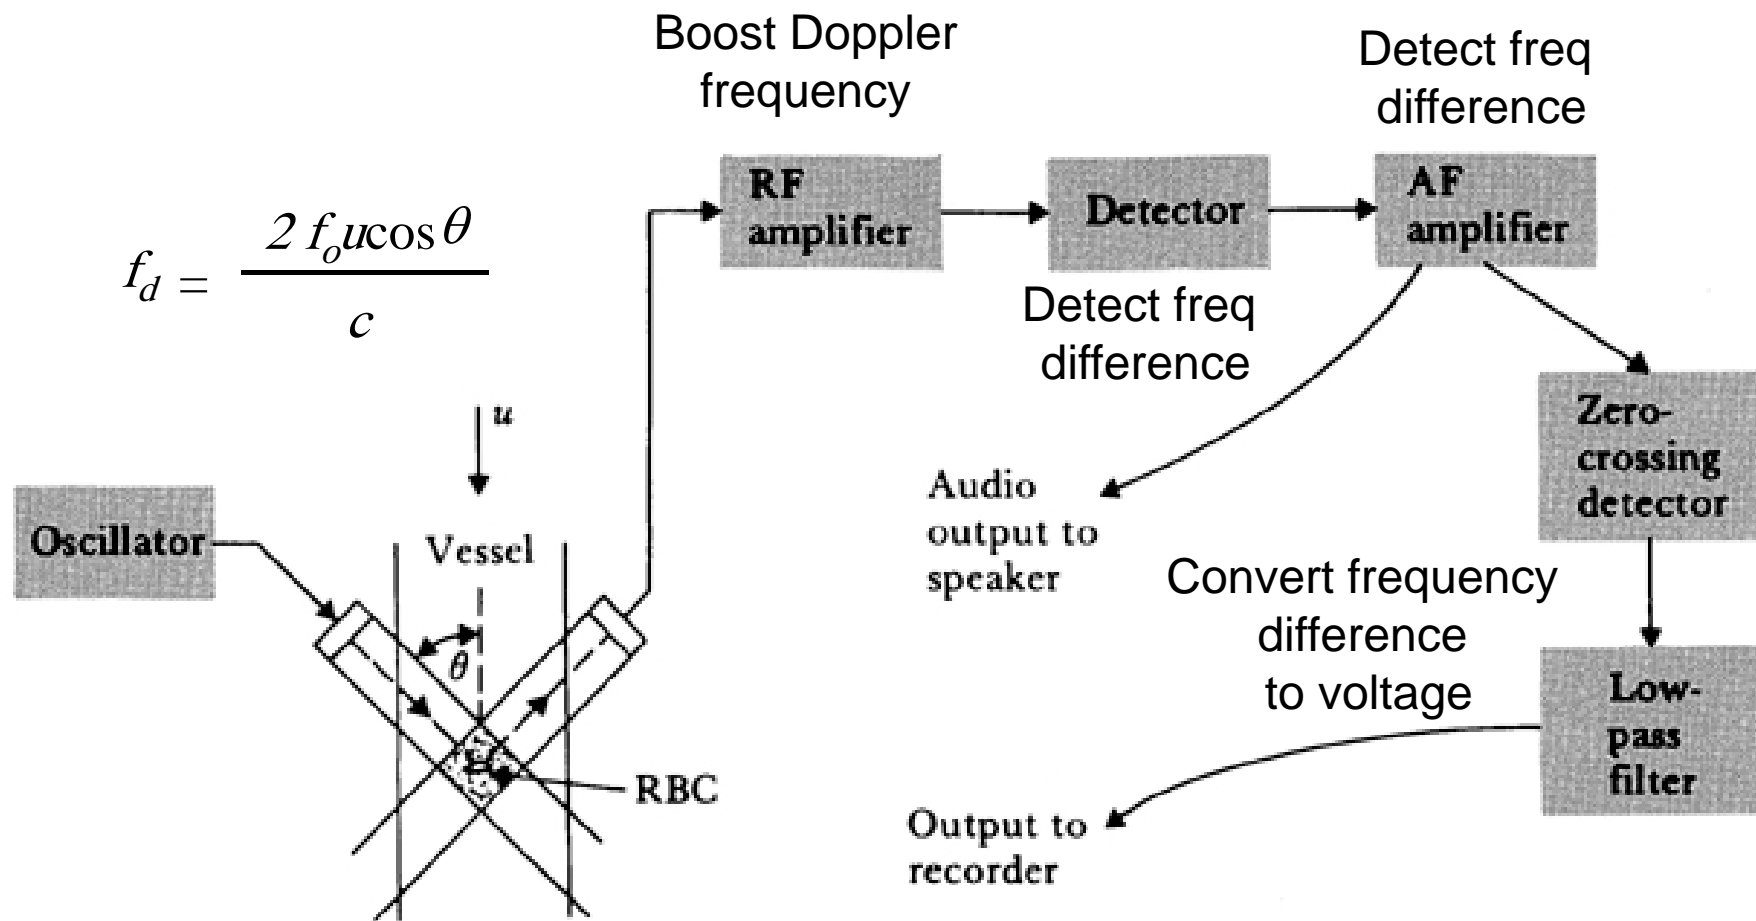 Boost Doppler
frequency
Detect freq
difference
RF
amplifier
Detector
AF
amplifier
f_d = 2 f_o u cos θ / c
Detect freq
difference
u
Zero-
crossing
detector
Oscillator
Vessel
θ
Audio
output to
speaker
Convert frequency
difference
to voltage
Low-
pass
filter
RBC
Output to
recorder